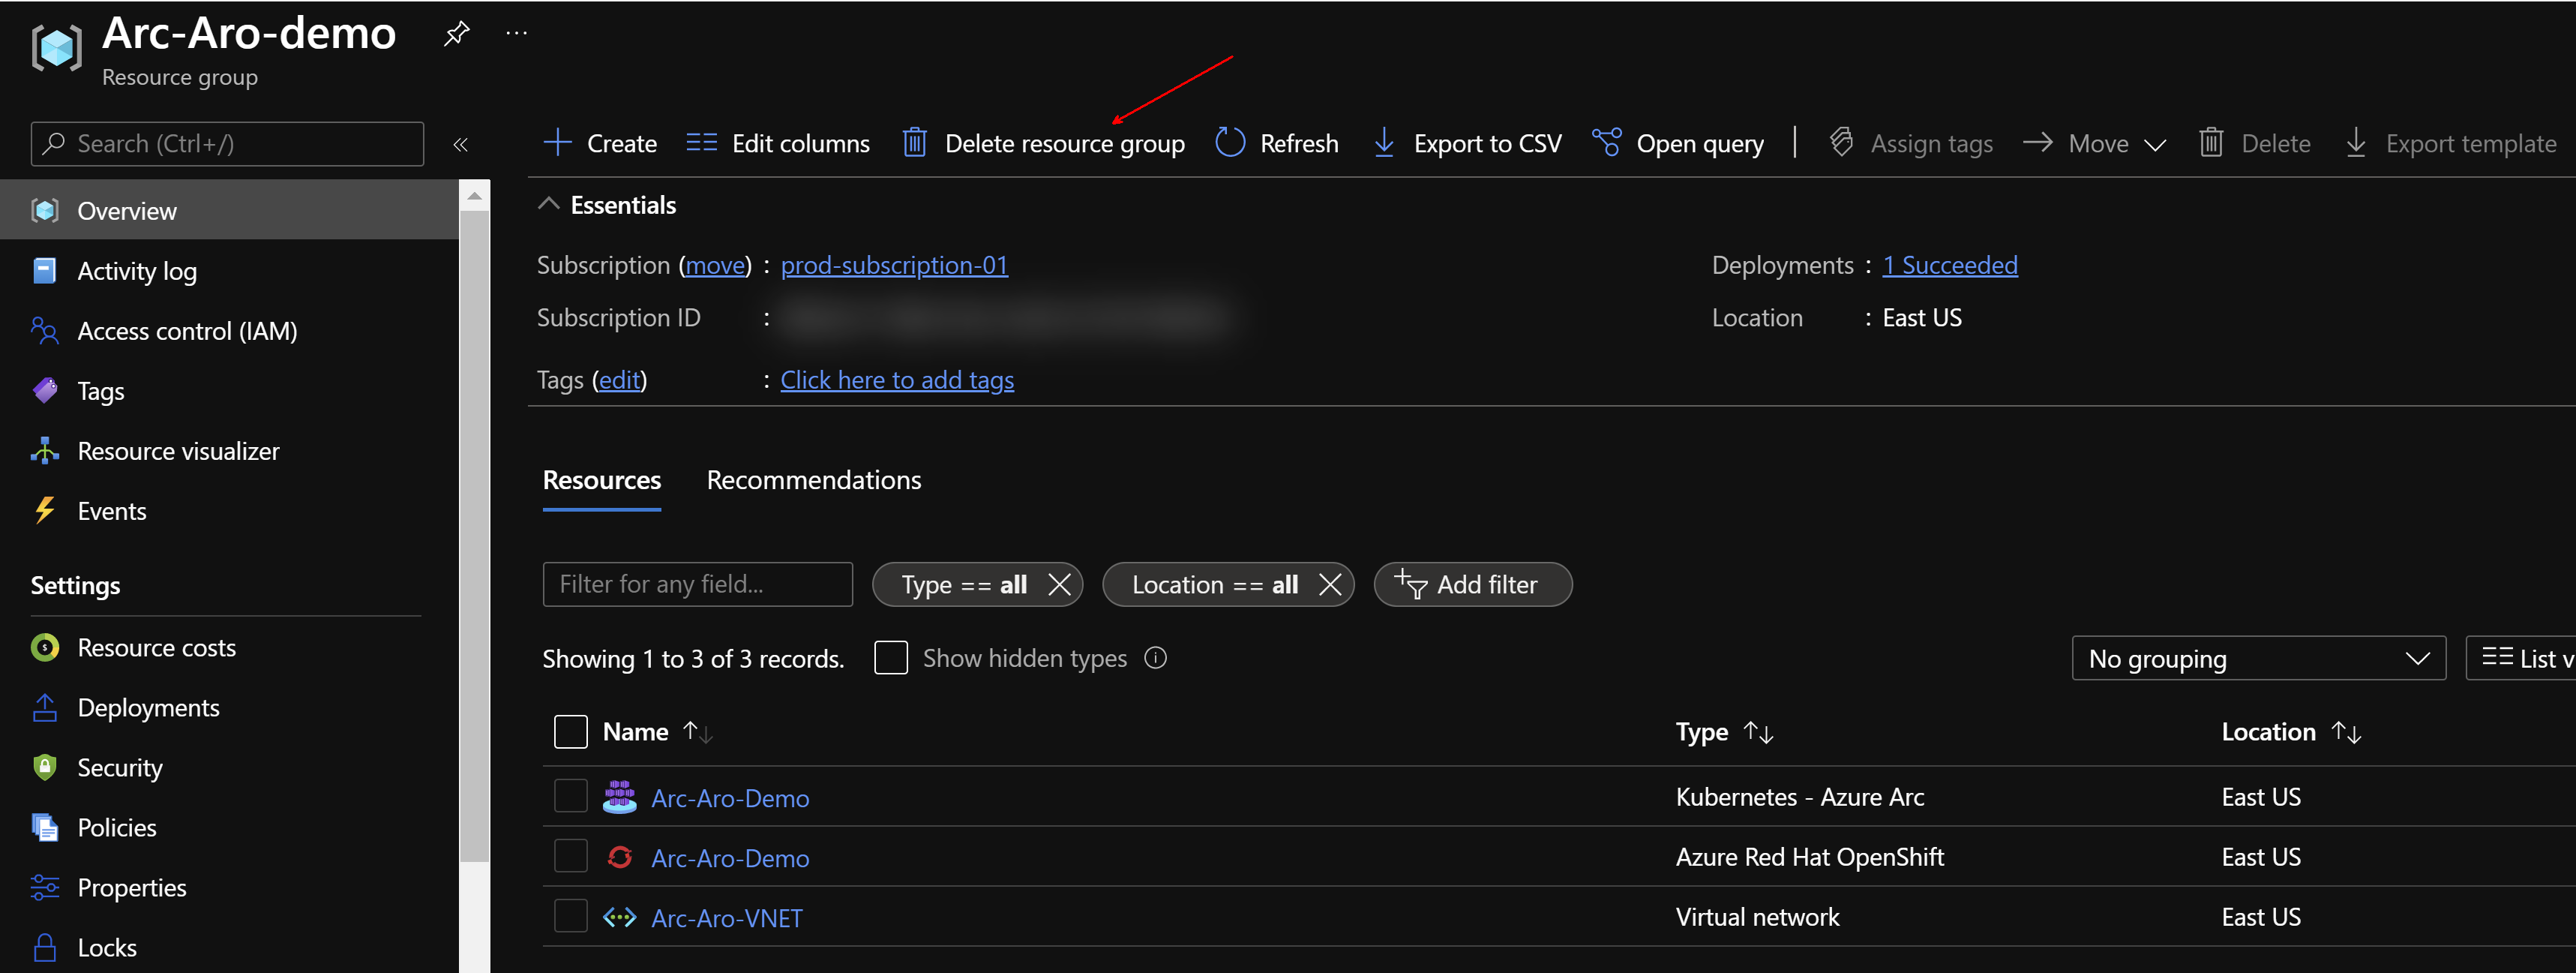 Arc-Aro-demo
Resource group
Search (Ctrl+/)
Overview
Activity log
Access control (IAM)
Tags
Resource visualizer
Events
Settings
Resource costs
Deployments
Security
Policies
Properties
Locks
Create Edit columns Delete resource group Refresh Export to CSV Open query Assign tags Move Delete Export template
Essentials
Subscription (move) : prod-subscription-01 Deployments : 1 Succeeded
Subscription ID : Location : East US
Tags (edit) : Click here to add tags
Resources Recommendations
Filter for any field... Type == all Location == all Add filter
Showing 1 to 3 of 3 records. Show hidden types No grouping List v
Name Type Location
Arc-Aro-Demo Kubernetes - Azure Arc East US
Arc-Aro-Demo Azure Red Hat OpenShift East US
Arc-Aro-VNET Virtual network East US